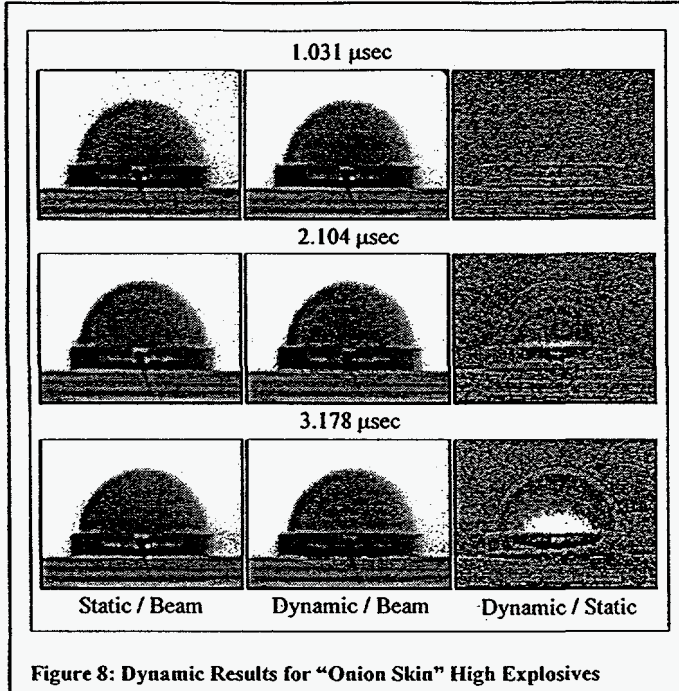 1.031 μsec
2.104 μsec
3.178 μsec
Static / Beam Dynamic / Beam Dynamic / Static
Figure 8: Dynamic Results for “Onion Skin” High Explosives